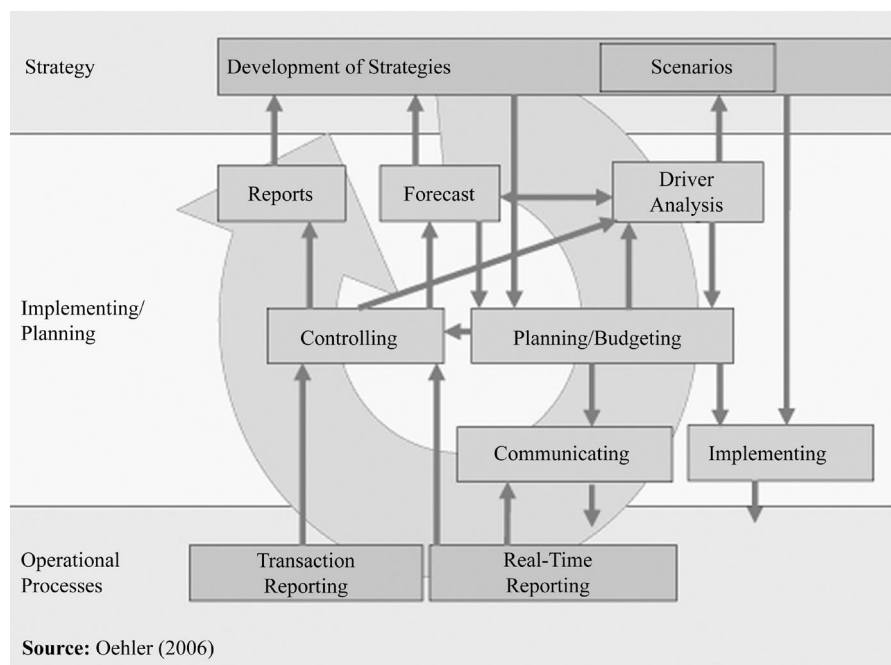 Strategy
Development of Strategies
Scenarios
Reports
Forecast
Driver
Analysis
Implementing/
Planning
Controlling
Planning/Budgeting
Communicating
Implementing
Operational
Processes
Transaction
Reporting
Real-Time
Reporting
Source: Oehler (2006)